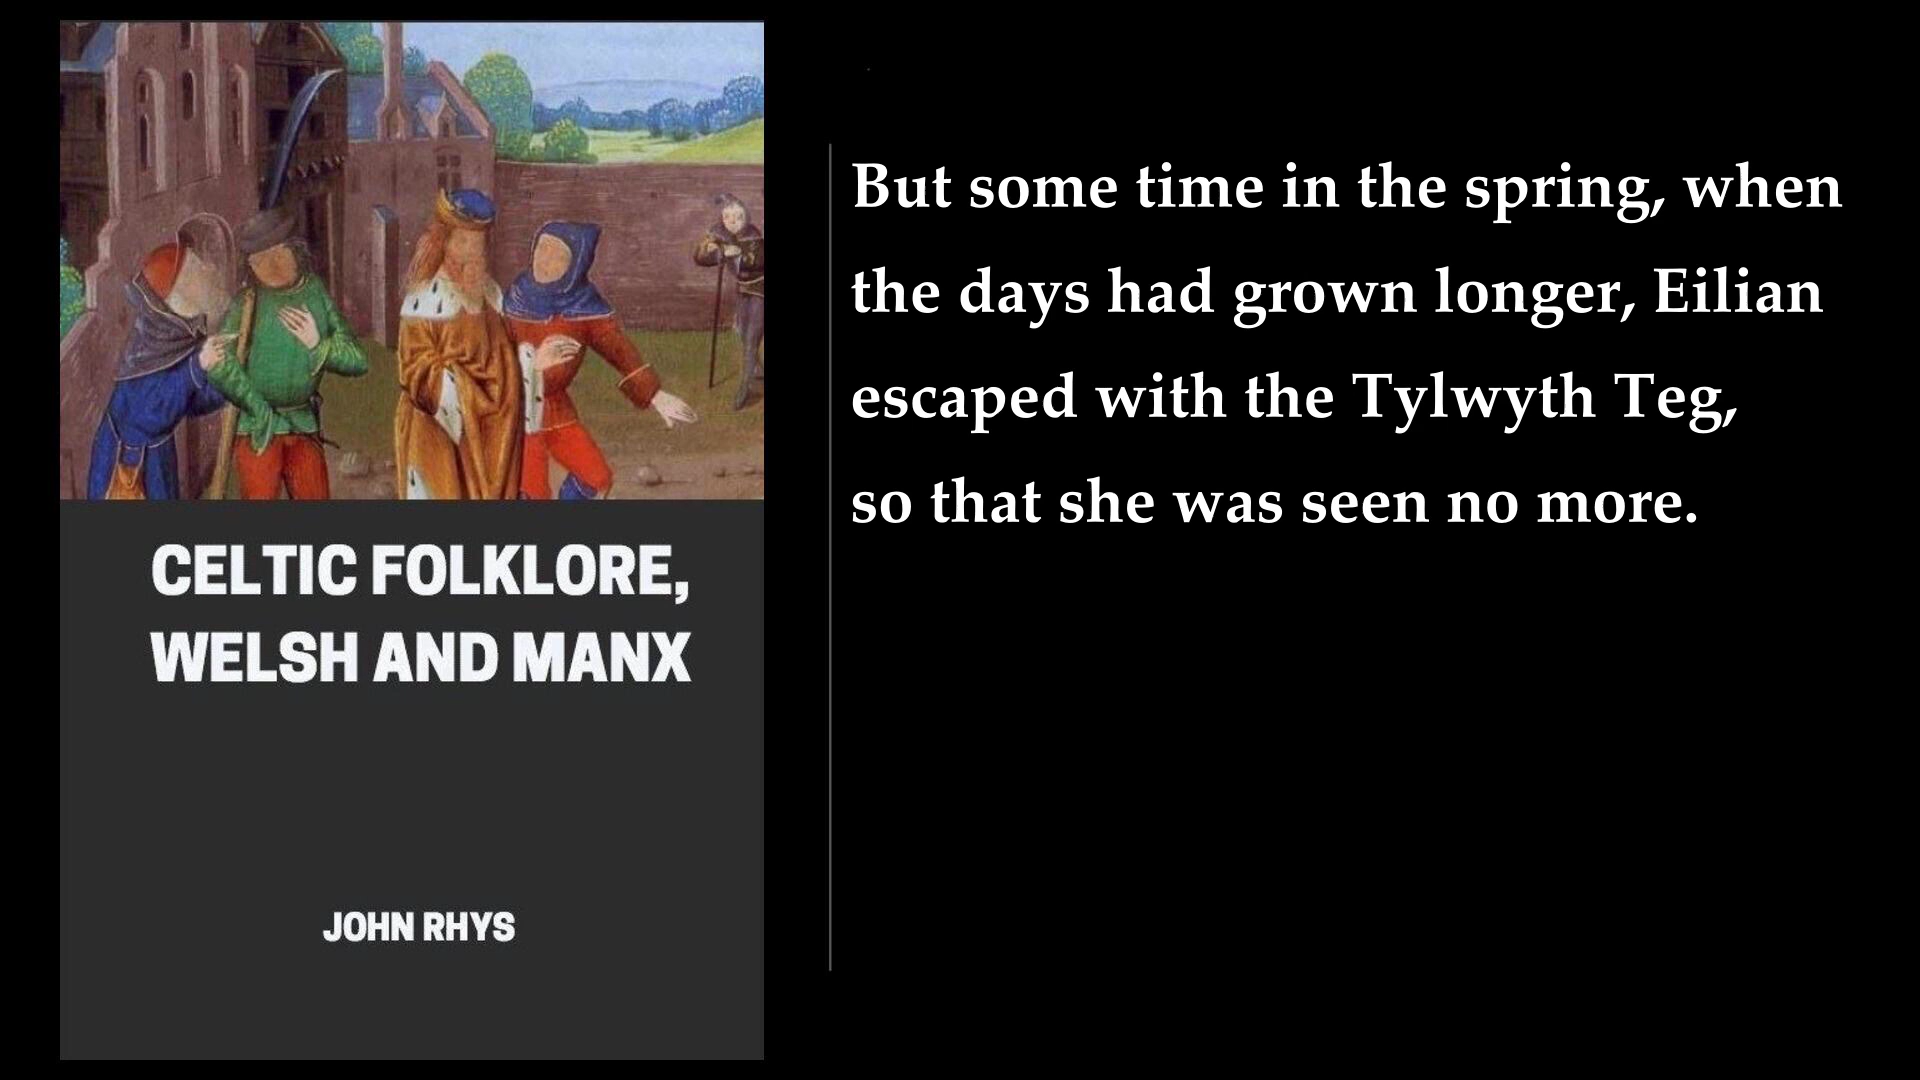 CELTIC FOLKLORE,
WELSH AND MANX
JOHN RHYS
But some time in the spring, when
the days had grown longer, Eilian
escaped with the Tylwyth Teg,
so that she was seen no more.